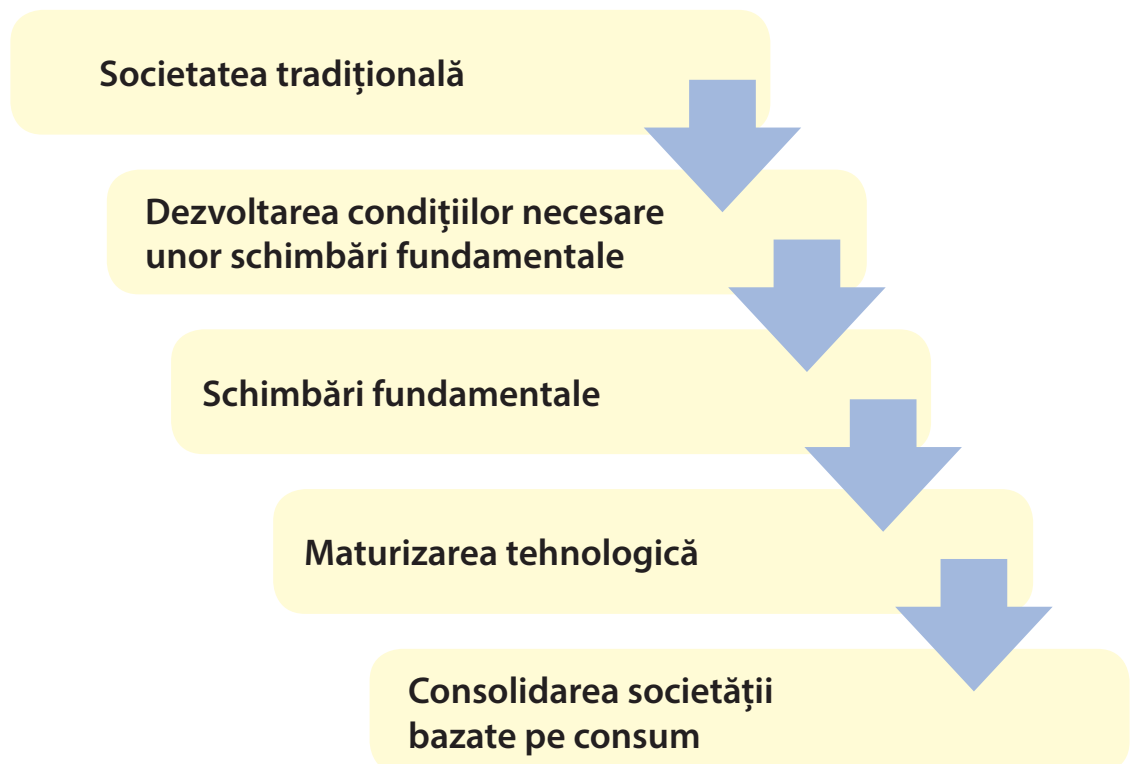 Societatea tradițională
Dezvoltarea condițiilor necesare
unor schimbări fundamentale
Schimbări fundamentale
Maturizarea tehnologică
Consolidarea societății
bazate pe consum